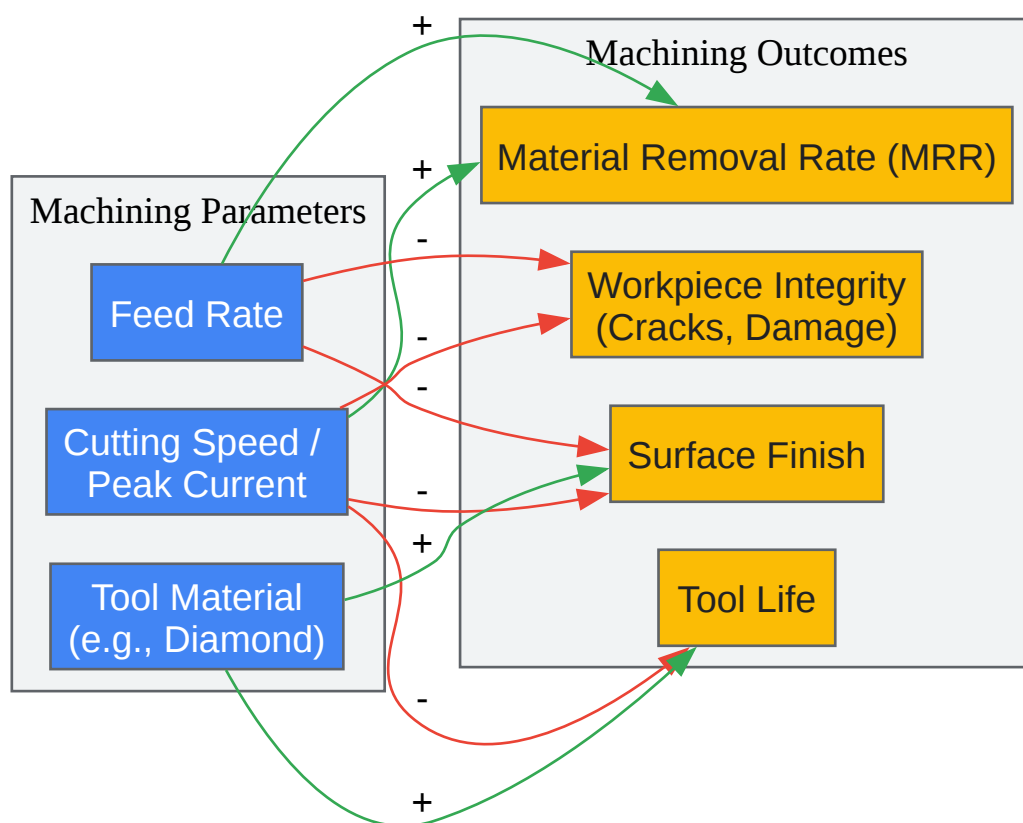 +
Machining Outcomes
Material Removal Rate (MRR)
+
Machining Parameters
-
Workpiece Integrity
(Cracks, Damage)
Feed Rate
-
-
Cutting Speed /
Peak Current
Surface Finish
-
+
Tool Material
(e.g., Diamond)
Tool Life
-
+